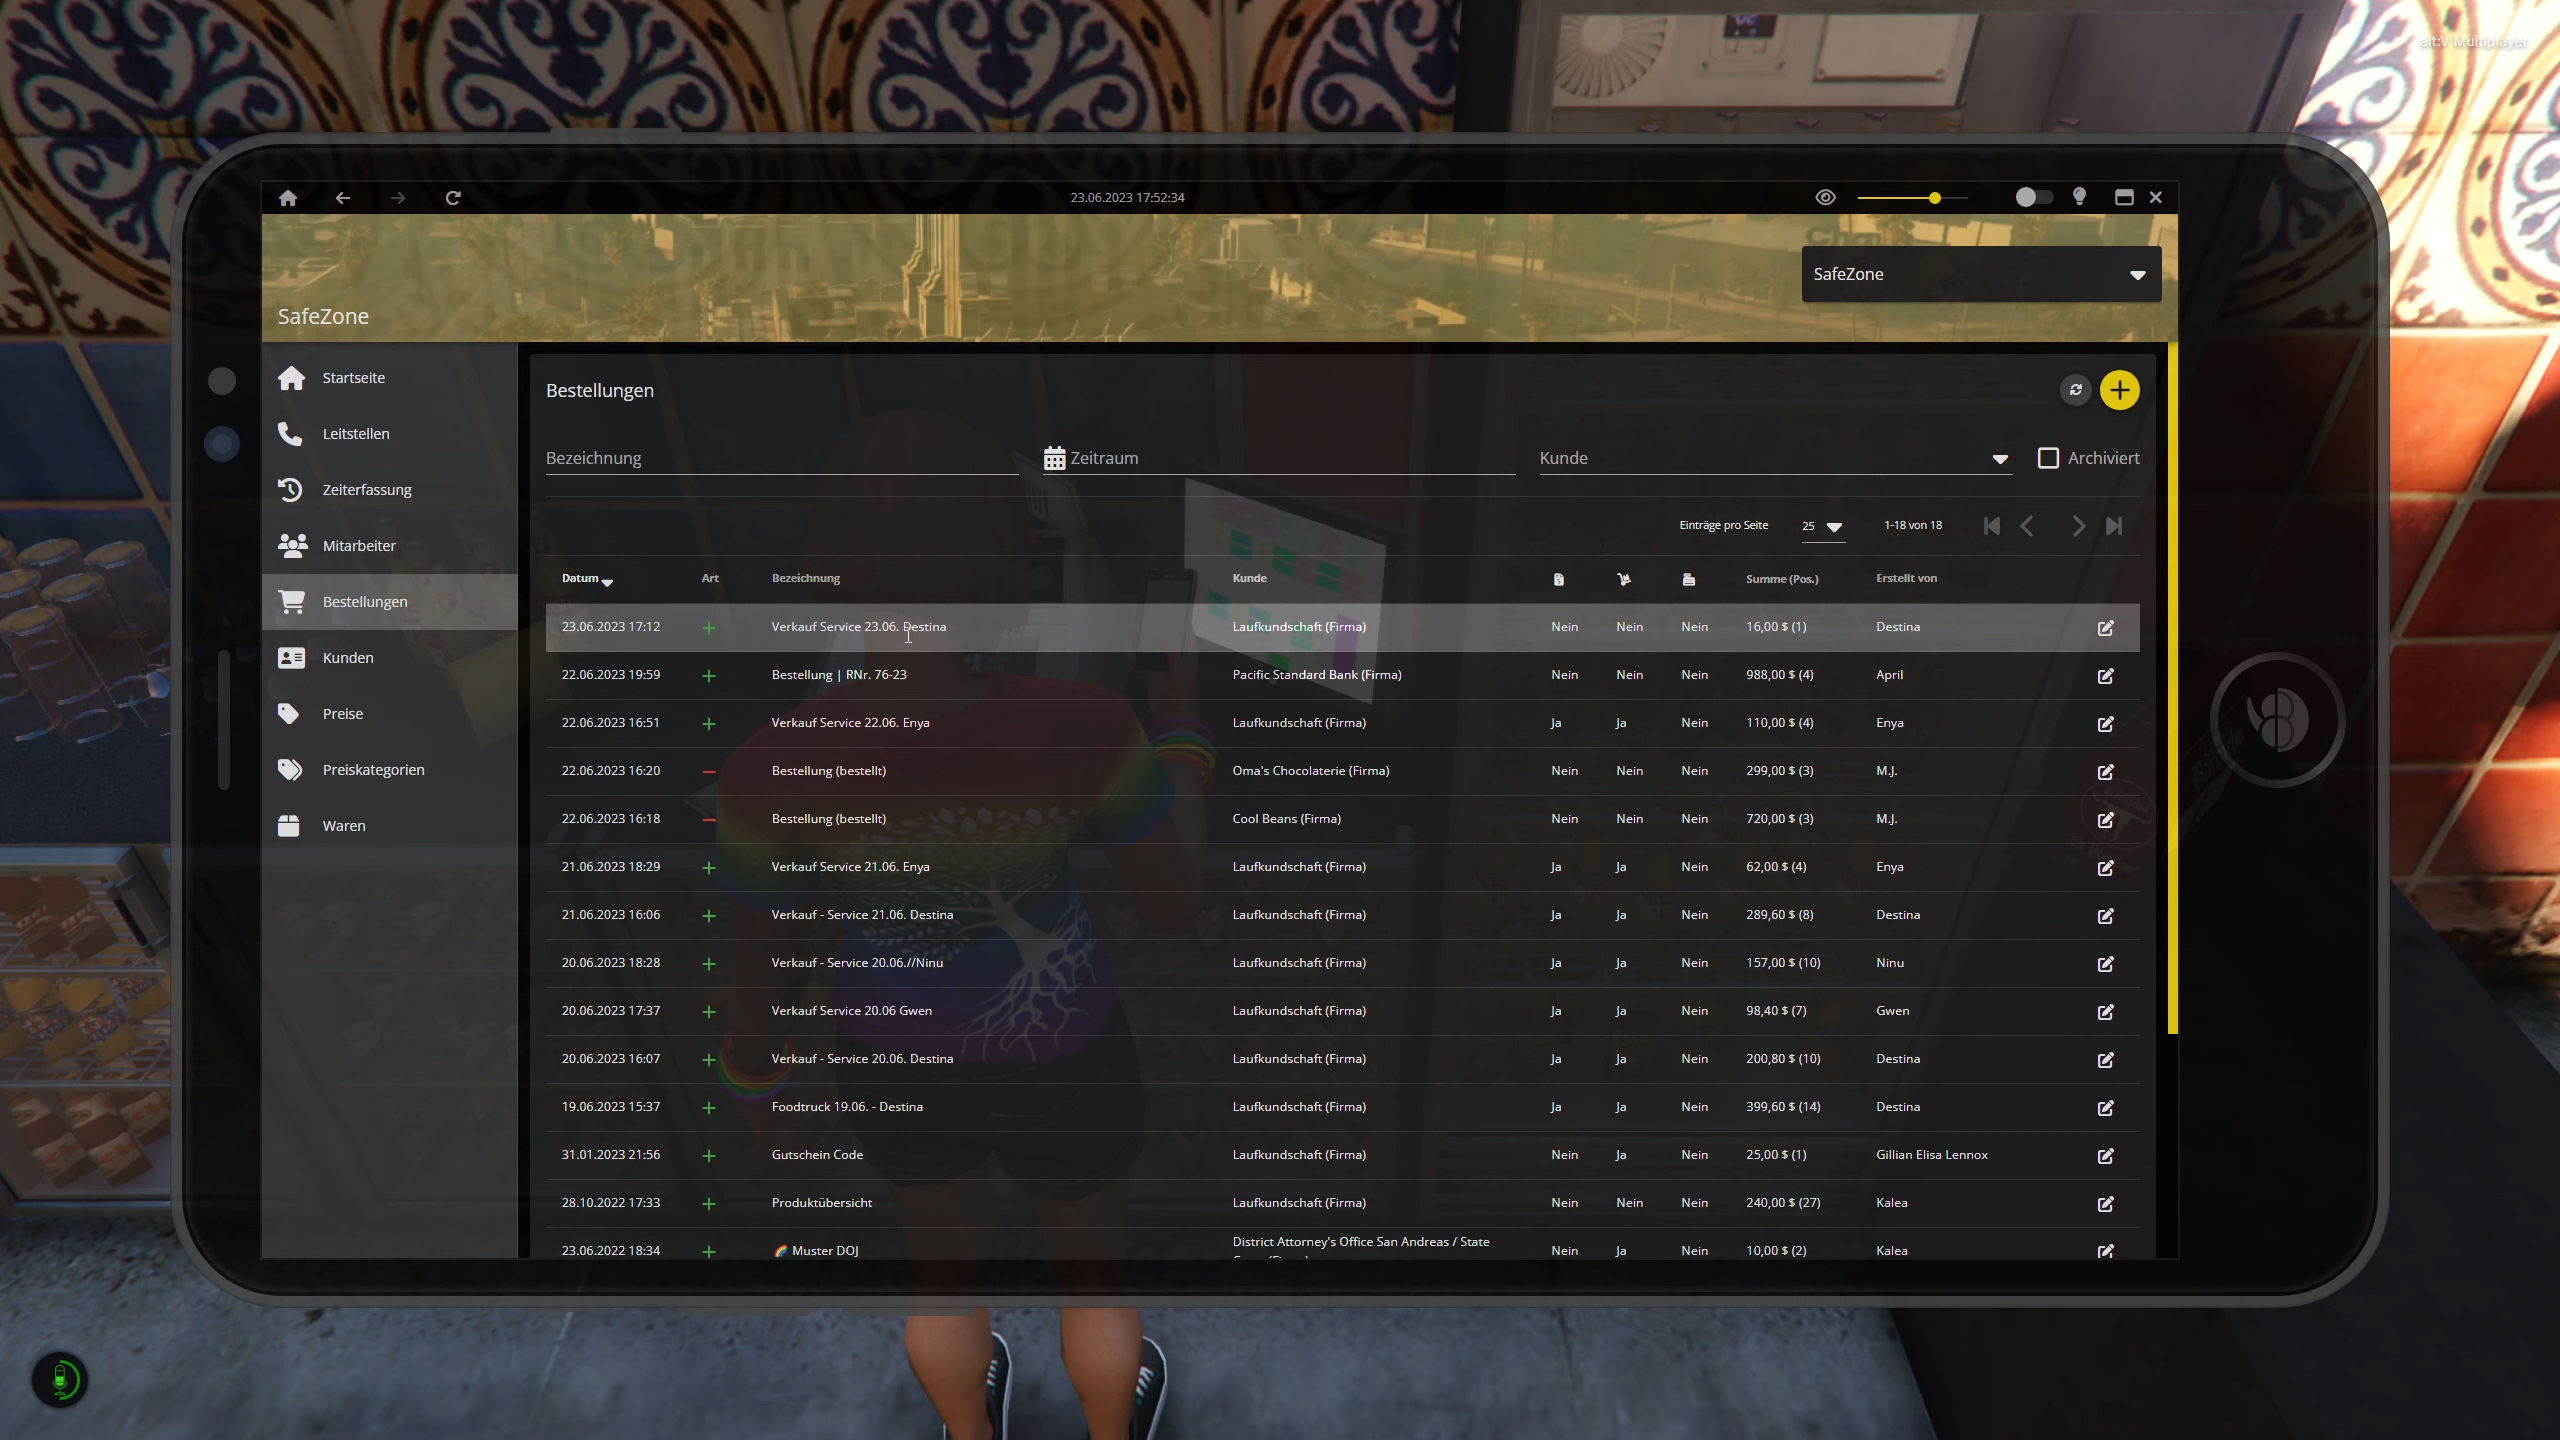 alt:V Multiplayer
23.06.2023 17:52:34
SafeZone
SafeZone
Startseite
Leitstellen
Zeiterfassung
Mitarbeiter
Bestellungen
Kunden
Preise
Preiskategorien
Waren
Bestellungen
Bezeichnung Zeitraum Kunde Archiviert
Einträge pro Seite 25 1-18 von 18
Datum Art Bezeichnung Kunde Summe (Pos.) Erstellt von
23.06.2023 17:12 + Verkauf Service 23.06. Destina Laufkundschaft (Firma) Nein Nein Nein 16,00 $ (1) Destina
22.06.2023 19:59 + Bestellung | RNr. 76-23 Pacific Standard Bank (Firma) Nein Nein Nein 988,00 $ (4) April
22.06.2023 16:51 + Verkauf Service 22.06. Enya Laufkundschaft (Firma) Ja Ja Nein 110,00 $ (4) Enya
22.06.2023 16:20 − Bestellung (bestellt) Oma's Chocolaterie (Firma) Nein Nein Nein 299,00 $ (3) M.J.
22.06.2023 16:18 − Bestellung (bestellt) Cool Beans (Firma) Nein Nein Nein 720,00 $ (3) M.J.
21.06.2023 18:29 + Verkauf Service 21.06. Enya Laufkundschaft (Firma) Ja Ja Nein 62,00 $ (4) Enya
21.06.2023 16:06 + Verkauf - Service 21.06. Destina Laufkundschaft (Firma) Ja Ja Nein 289,60 $ (8) Destina
20.06.2023 18:28 + Verkauf - Service 20.06.//Ninu Laufkundschaft (Firma) Ja Ja Nein 157,00 $ (10) Ninu
20.06.2023 17:37 + Verkauf Service 20.06 Gwen Laufkundschaft (Firma) Ja Ja Nein 98,40 $ (7) Gwen
20.06.2023 16:07 + Verkauf - Service 20.06. Destina Laufkundschaft (Firma) Ja Ja Nein 200,80 $ (10) Destina
19.06.2023 15:37 + Foodtruck 19.06. - Destina Laufkundschaft (Firma) Ja Ja Nein 399,60 $ (14) Destina
31.01.2023 21:56 + Gutschein Code Laufkundschaft (Firma) Nein Ja Nein 25,00 $ (1) Gillian Elisa Lennox
28.10.2022 17:33 + Produktübersicht Laufkundschaft (Firma) Nein Nein Nein 240,00 $ (27) Kalea
23.06.2022 18:34 + 🌈 Muster DOJ District Attorney's Office San Andreas / State Nein Ja Nein 10,00 $ (2) Kalea